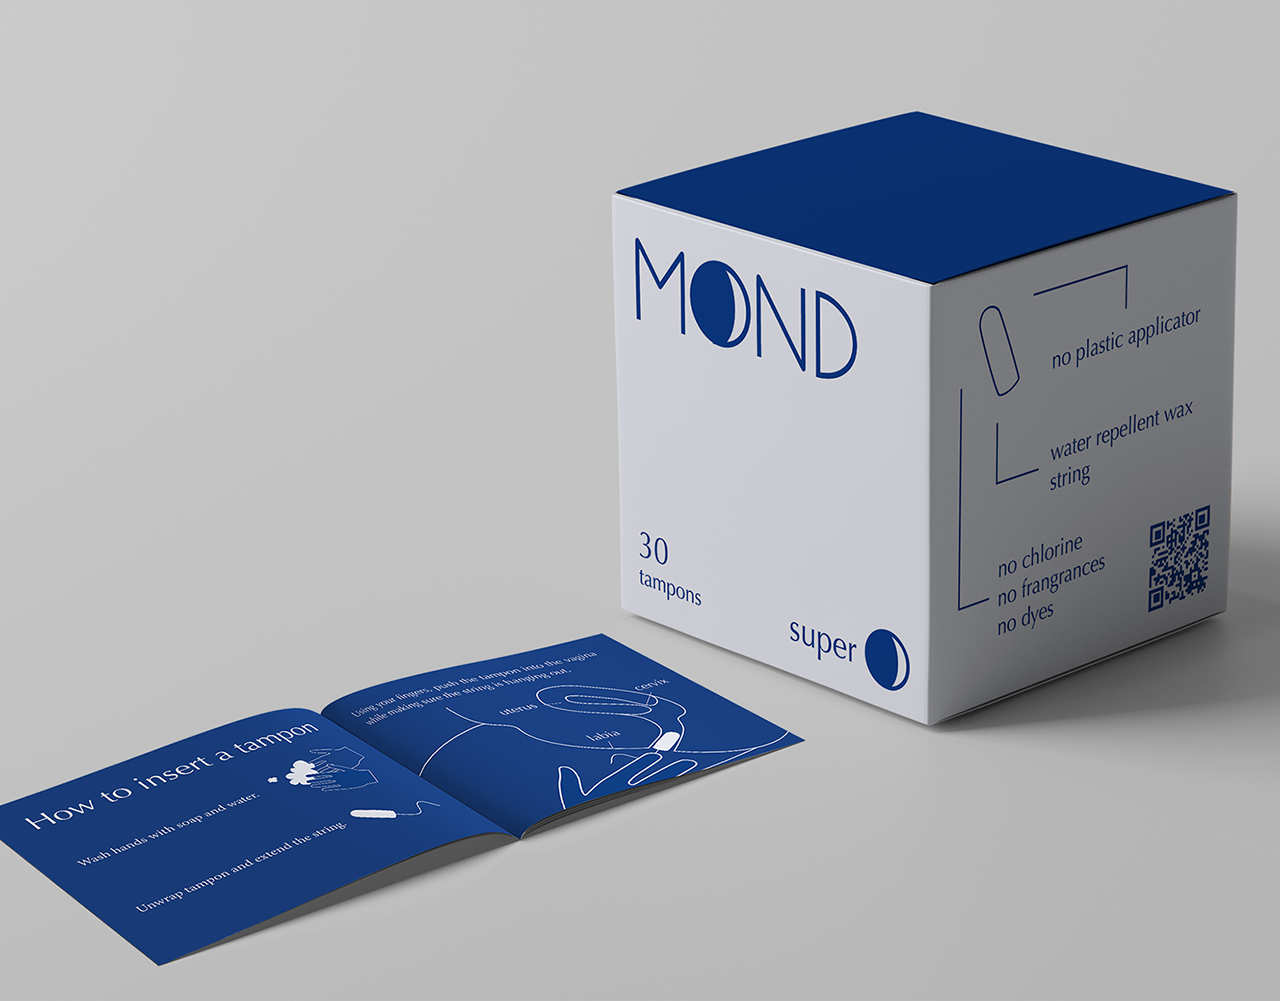 MOND
30
tampons
super
no plastic applicator
water repellent wax
string
no chlorine
no frangrances
no dyes
How to insert a tampon
Wash hands with soap and water.
Unwrap tampon and extend the string.
Using your fingers, push the tampon into the vagina
while making sure the string is hanging out.
uterus
cervix
labia